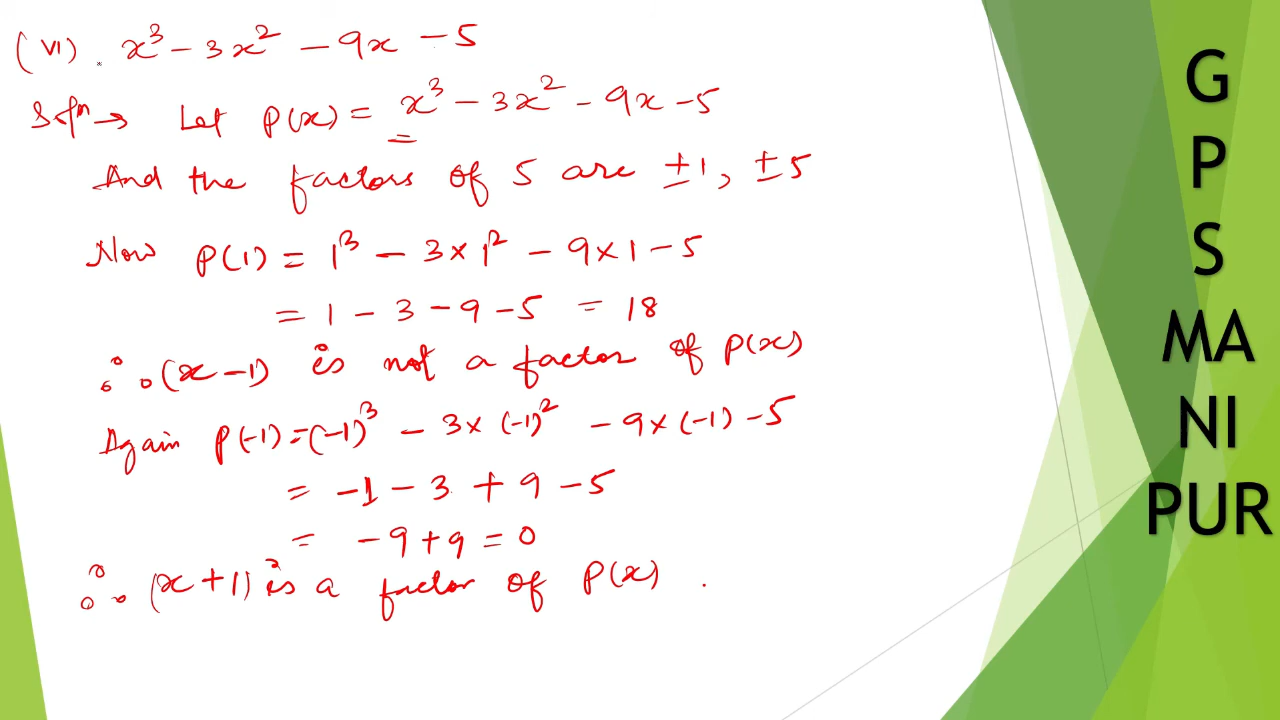 (VI). x³ - 3x² - 9x - 5
Solⁿ → Let P(x) = x³ - 3x² - 9x - 5
And the factors of 5 are ±1, ±5
Now P(1) = 1³ - 3×1² - 9×1 - 5
= 1 - 3 - 9 - 5 = 18
∴ (x-1) is not a factor of P(x)
Again P(-1) = (-1)³ - 3×(-1)² - 9×(-1) - 5
= -1 - 3 + 9 - 5
= -9 + 9 = 0
∴ (x+1) is a factor of P(x).
G
P
S
MA
NI
PUR